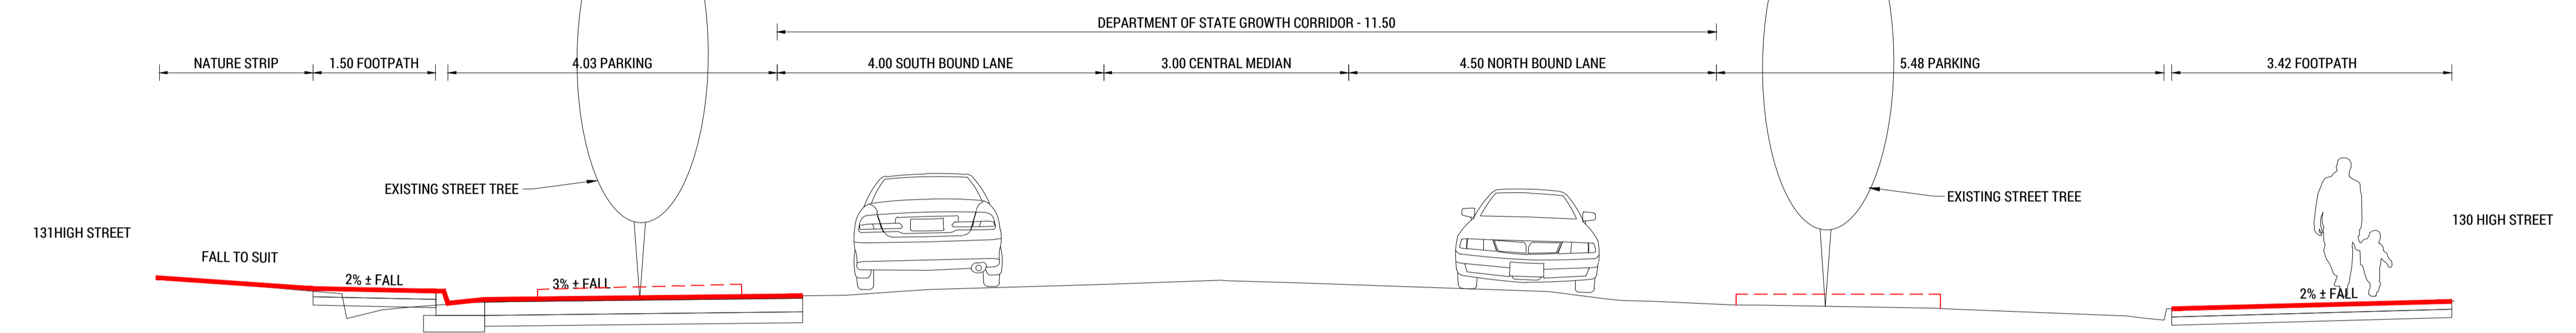 DEPARTMENT OF STATE GROWTH CORRIDOR - 11.50
NATURE STRIP
1.50 FOOTPATH
4.03 PARKING
4.00 SOUTH BOUND LANE
3.00 CENTRAL MEDIAN
4.50 NORTH BOUND LANE
5.48 PARKING
3.42 FOOTPATH
EXISTING STREET TREE
EXISTING STREET TREE
131HIGH STREET
130 HIGH STREET
FALL TO SUIT
2% ± FALL
3% ± FALL
2% ± FALL